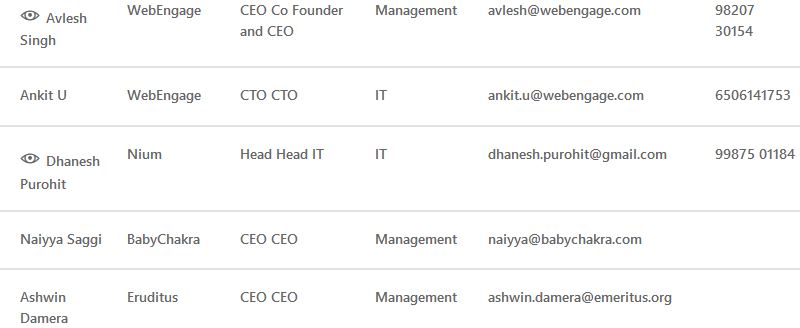 Avlesh Singh WebEngage CEO Co Founder and CEO Management avlesh@webengage.com 98207 30154
Ankit U WebEngage CTO CTO IT ankit.u@webengage.com 6506141753
Dhanesh Purohit Nium Head Head IT IT dhanesh.purohit@gmail.com 99875 01184
Naiyya Saggi BabyChakra CEO CEO Management naiyya@babychakra.com
Ashwin Damera Eruditus CEO CEO Management ashwin.damera@emeritus.org